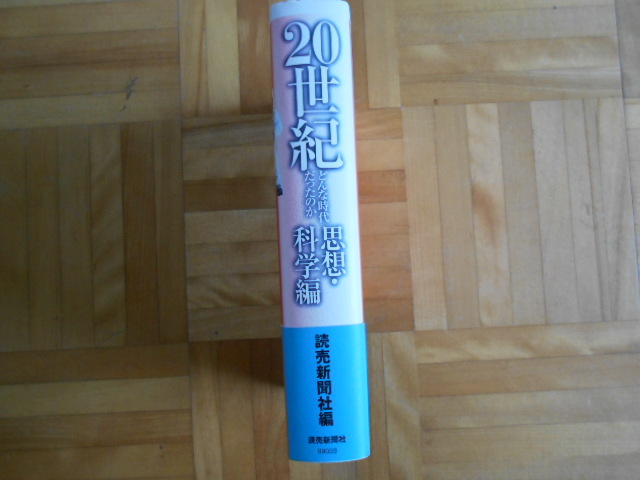 20世紀
どんな時代
だったのか
思想・
科学編
読売新聞社編
読売新聞社